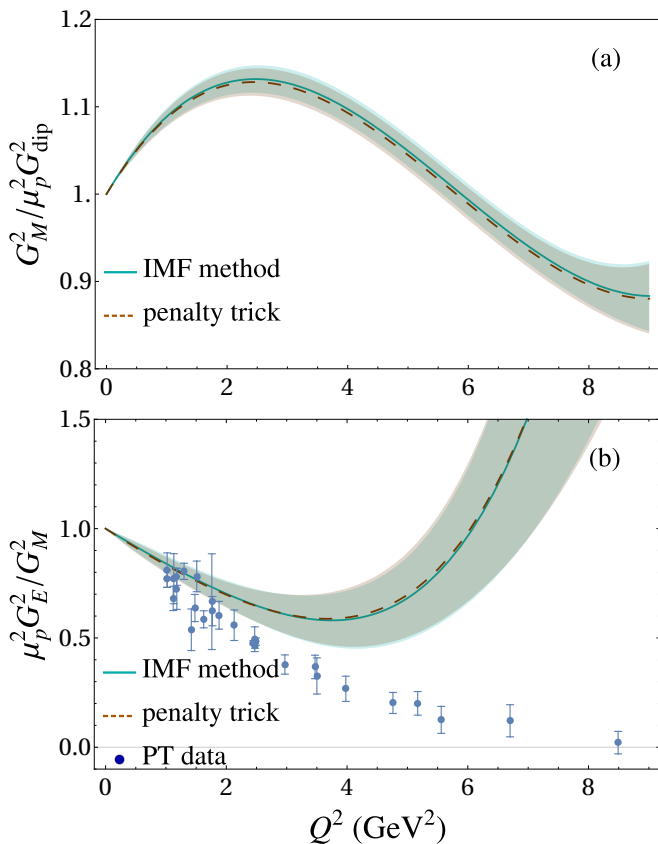 1.2
(a)
1.1
1.
0.9
0.8
G_M^2/μ_p^2 G_dip^2
IMF method
penalty trick
0 2 4 6 8
1.5
(b)
1.0
0.5
0.0
μ_p^2 G_E^2/G_M^2
IMF method
penalty trick
PT data
0 2 4 6 8
Q^2 (GeV^2)